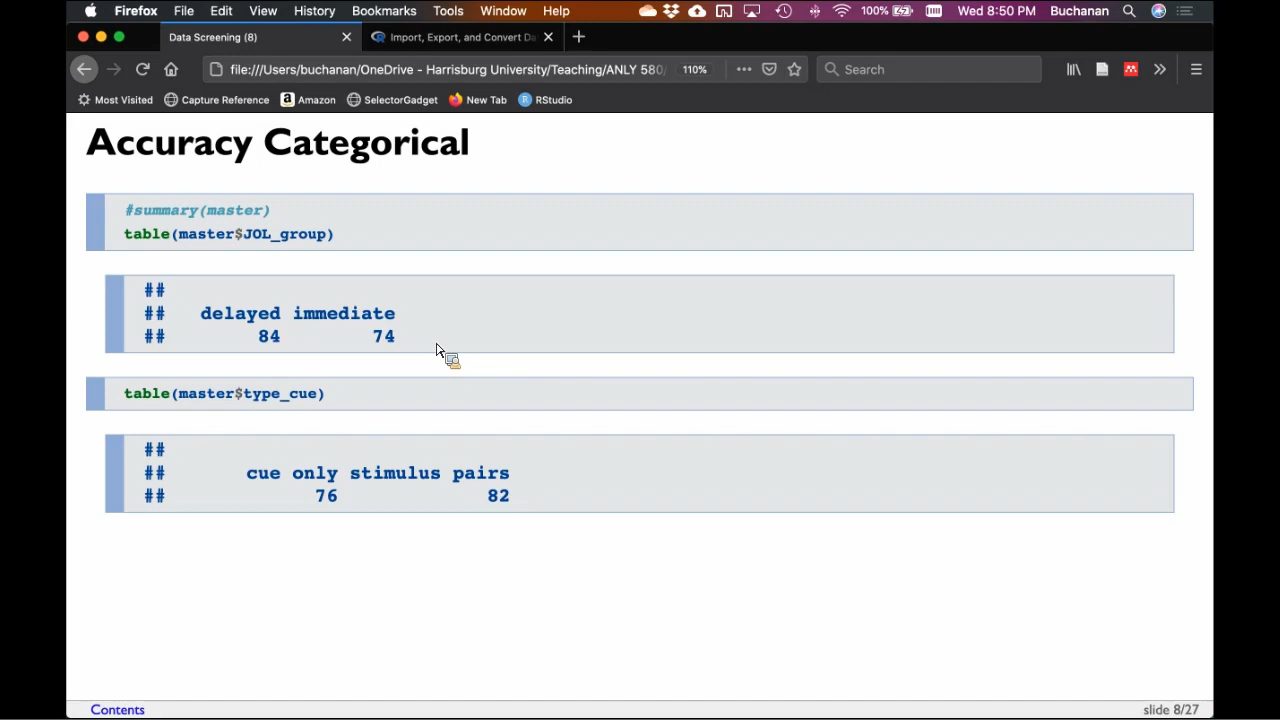 Firefox File Edit View History Bookmarks Tools Window Help 100% Wed 8:50 PM Buchanan
Data Screening (8) Import, Export, and Convert Da
file:///Users/buchanan/OneDrive - Harrisburg University/Teaching/ANLY 580/ 110% Search
Most Visited Capture Reference Amazon SelectorGadget New Tab RStudio
Accuracy Categorical
#summary(master)
table(master$JOL_group)
##
## delayed immediate
## 84 74
table(master$type_cue)
##
## cue only stimulus pairs
## 76 82
Contents slide 8/27